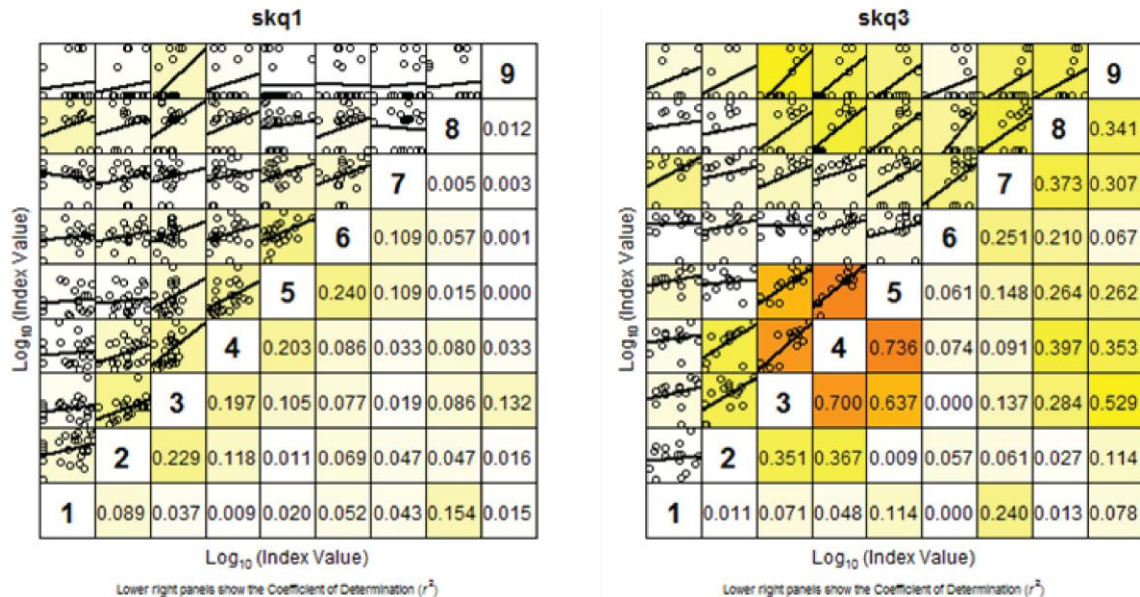 skq1
9
8 0.012
7 0.005 0.003
6 0.109 0.057 0.001
5 0.240 0.109 0.015 0.000
4 0.203 0.086 0.033 0.080 0.033
3 0.197 0.105 0.077 0.019 0.086 0.132
2 0.229 0.118 0.011 0.069 0.047 0.047 0.016
1 0.089 0.037 0.009 0.020 0.052 0.043 0.154 0.015
Log10 (Index Value)
Log10 (Index Value)
Lower right panels show the Coefficient of Determination (r²)
skq3
9
8 0.341
7 0.373 0.307
6 0.251 0.210 0.067
5 0.061 0.148 0.264 0.262
4 0.736 0.074 0.091 0.397 0.353
3 0.700 0.637 0.000 0.137 0.284 0.529
2 0.351 0.367 0.009 0.057 0.061 0.027 0.114
1 0.011 0.071 0.048 0.114 0.000 0.240 0.013 0.078
Log10 (Index Value)
Log10 (Index Value)
Lower right panels show the Coefficient of Determination (r²)